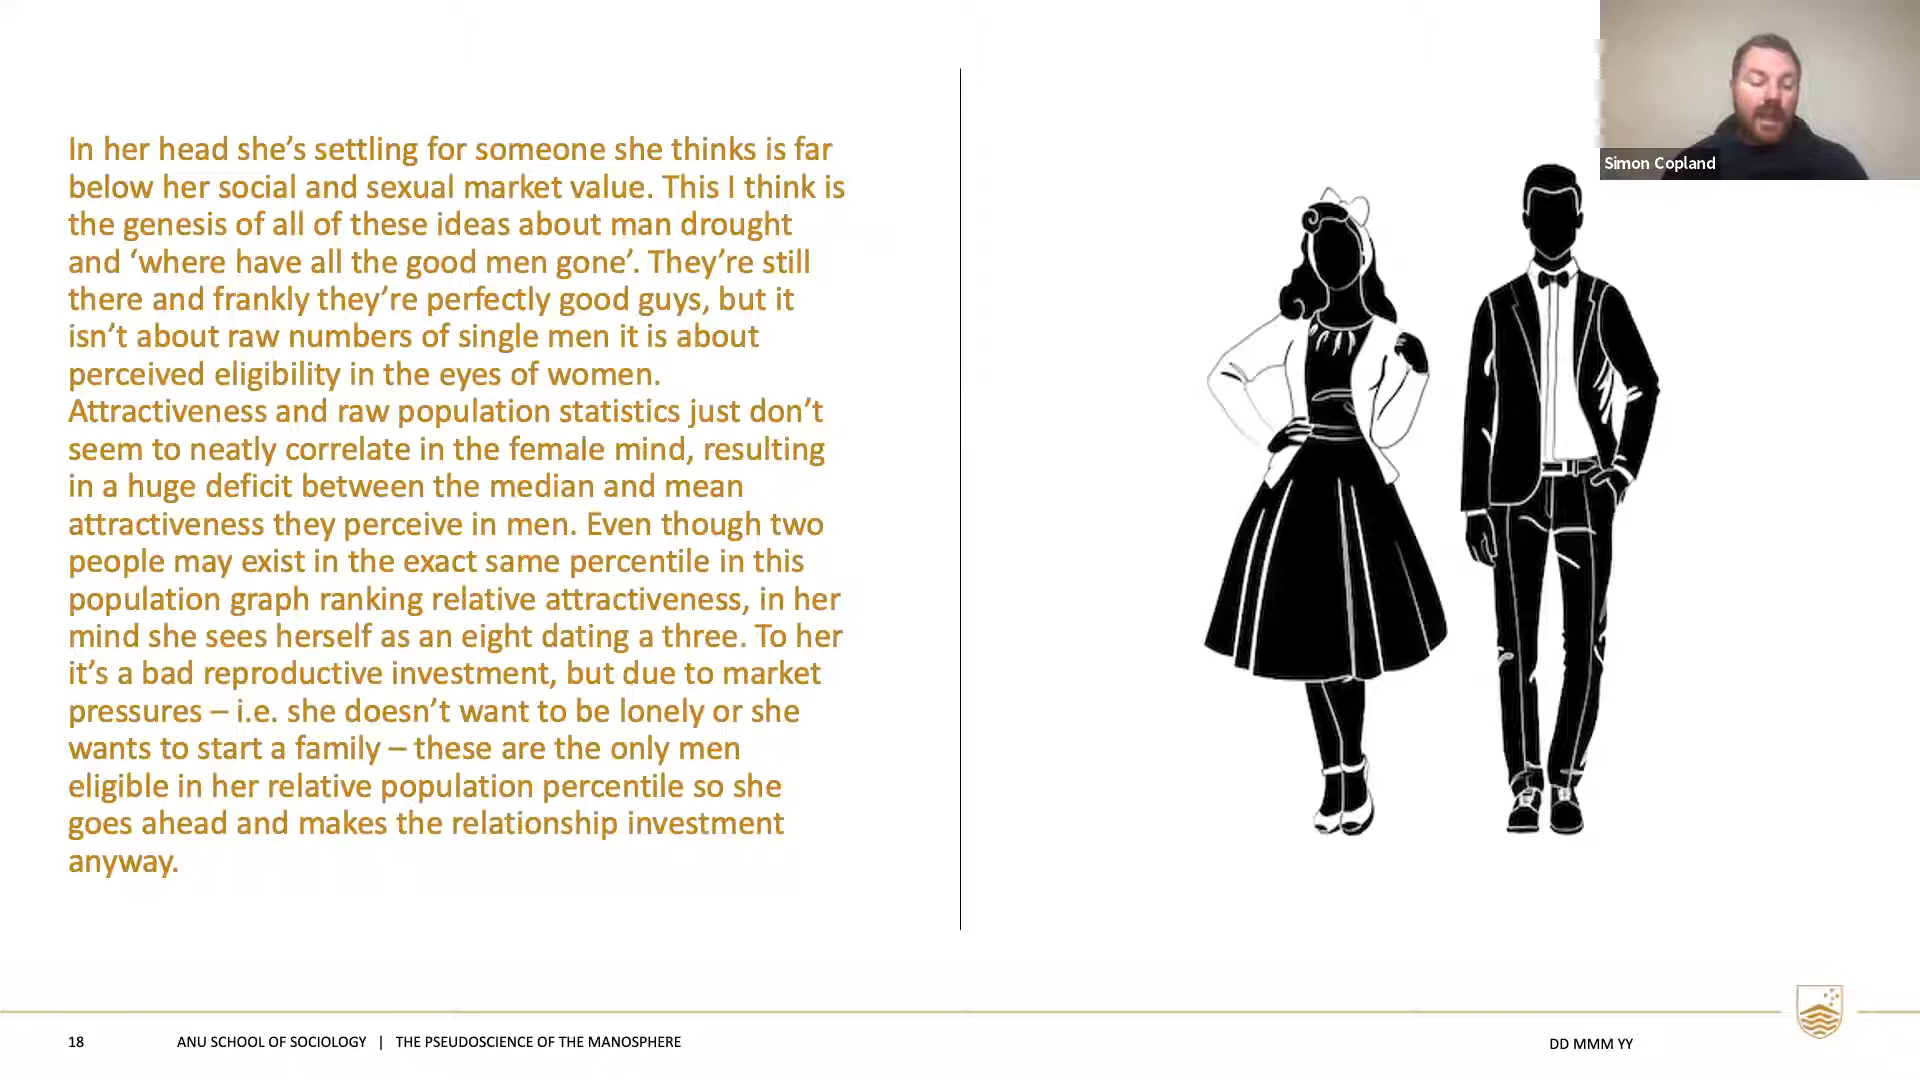 In her head she’s settling for someone she thinks is far
below her social and sexual market value. This I think is
the genesis of all of these ideas about man drought
and ‘where have all the good men gone’. They’re still
there and frankly they’re perfectly good guys, but it
isn’t about raw numbers of single men it is about
perceived eligibility in the eyes of women.
Attractiveness and raw population statistics just don’t
seem to neatly correlate in the female mind, resulting
in a huge deficit between the median and mean
attractiveness they perceive in men. Even though two
people may exist in the exact same percentile in this
population graph ranking relative attractiveness, in her
mind she sees herself as an eight dating a three. To her
it’s a bad reproductive investment, but due to market
pressures – i.e. she doesn’t want to be lonely or she
wants to start a family – these are the only men
eligible in her relative population percentile so she
goes ahead and makes the relationship investment
anyway.
Simon Copland
18 ANU SCHOOL OF SOCIOLOGY | THE PSEUDOSCIENCE OF THE MANOSPHERE
DD MMM YY